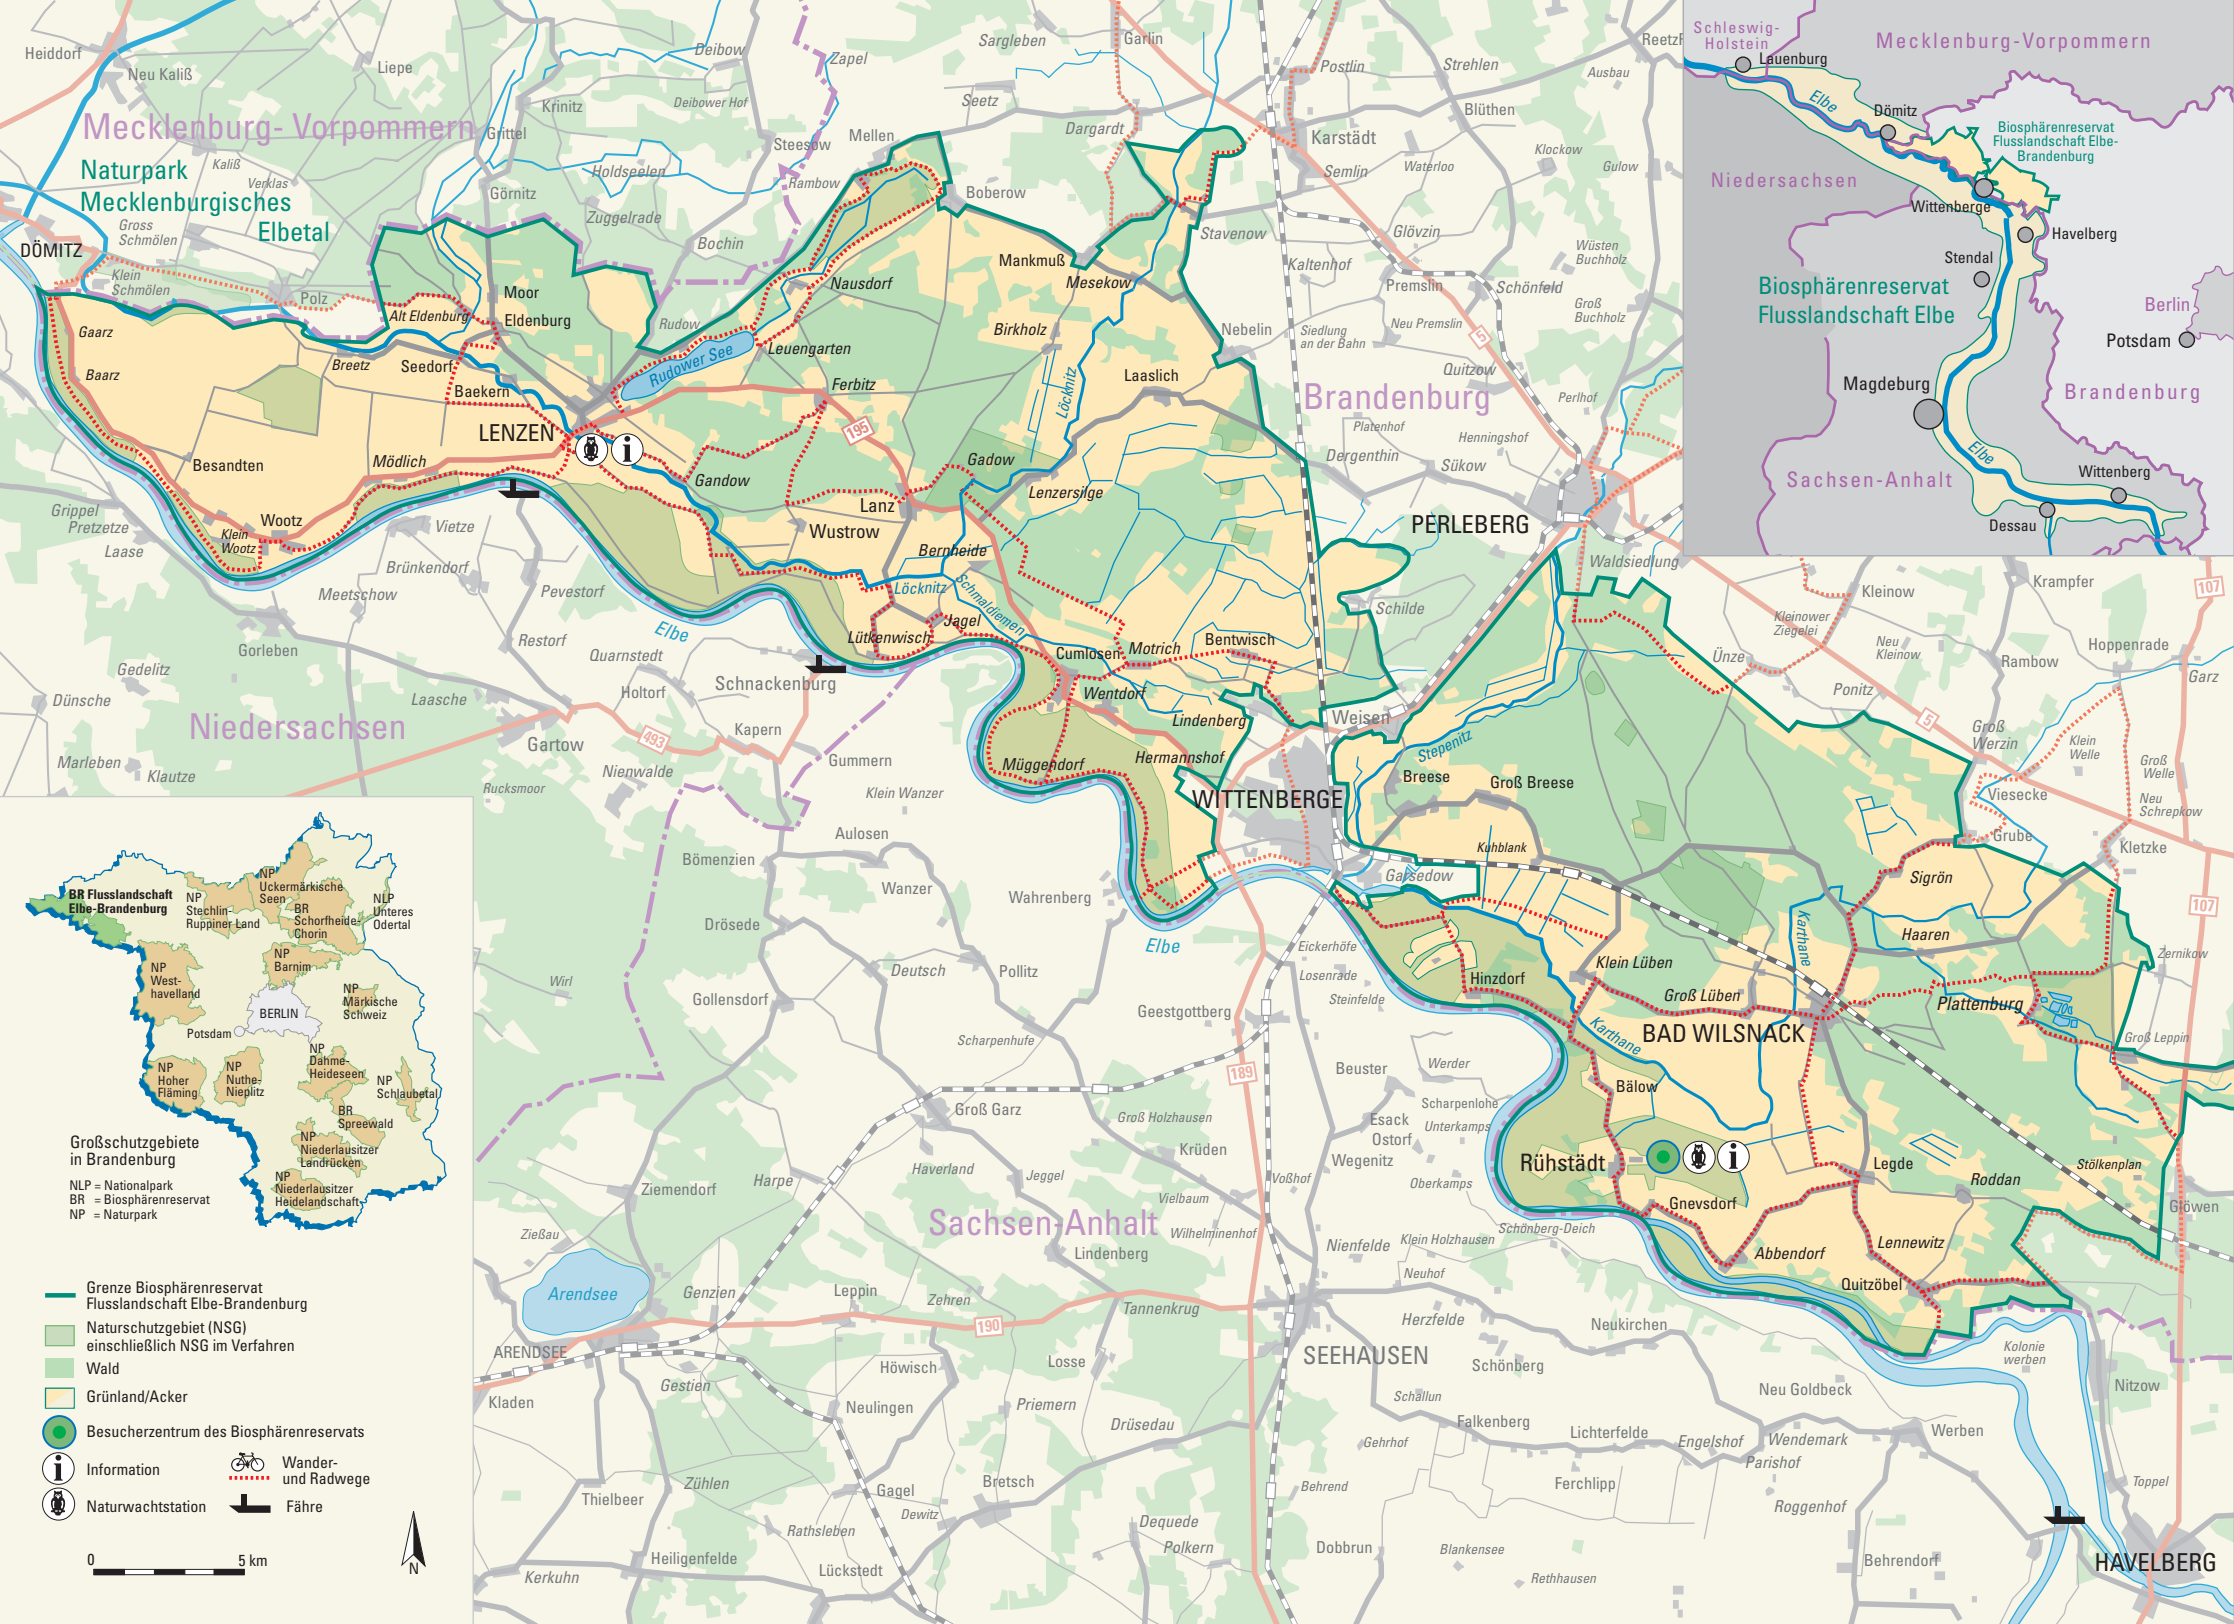 Heiddorf
Neu Kaliß
Liepe
Deibow
Zapel
Sargleben
Garlin
Postlin
Strehlen
Ausbau
Krinitz
Deibower Hof
Seetz
Blüthen
Mecklenburg- Vorpommern
Grittel
Steesow
Mellen
Dargardt
Karstädt
Klockow
Naturpark
Mecklenburgisches
Elbetal
Kaliß
Verklas
Holdseelen
Rambow
Boberow
Semlin
Waterloo
Gulow
Görnitz
Zuggelrade
Bochin
Stavenow
Glövzin
Wüsten
Buchholz
Gross
Schmölen
DÖMITZ
Klein
Schmölen
Polz
Moor
Eldenburg
Alt Eldenburg
Nausdorf
Mankmuß
Mesekow
Kaltenhof
Premslin
Schönfeld
Groß
Buchholz
Gaarz
Rudow
Rudower See
Leuengarten
Birkholz
Nebelin
Siedlung
an der Bahn
Neu Premslin
5
Baarz
Breetz
Seedorf
Baekern
Ferbitz
Löcknitz
Laaslich
Quitzow
Brandenburg
Perlhof
LENZEN
195
Platenhof
Henningshof
Besandten
Mödlich
Gandow
Gadow
Dergenthin
Sükow
Grippel
Pretzetze
Laase
Klein
Wootz
Wootz
Vietze
Lanz
Lenzersilge
PERLEBERG
Wustrow
Bernheide
Brünkendorf
Waldsiedlung
Meetschow
Pevestorf
Löcknitz
Schmaldiemen
Schilde
Gorleben
Restorf
Elbe
Jagel
Lütkenwisch
Cumlosen
Motrich
Bentwisch
Gedelitz
Quarnstedt
Schnackenburg
Ünze
Dünsche
Laasche
Holtorf
Wentdorf
Lindenberg
Weisen
Niedersachsen
Gartow
493
Kapern
Stepenitz
Marleben
Klautze
Nienwalde
Gummern
Müggendorf
Hermannshof
Breese
Groß Breese
Rucksmoor
Klein Wanzer
WITTENBERGE
Aulosen
Kuhblank
Bömenzien
Garsedow
Wanzer
Wahrenberg
Drösede
Elbe
Eickerhöfe
Deutsch
Pollitz
Losenrade
Hinzdorf
Klein Lüben
Wirl
Gollensdorf
Steinfelde
Groß Lüben
Geestgottberg
BAD WILSNACK
Karthane
Karthane
Scharpenhufe
Beuster
Werder
189
Bälow
Groß Garz
Groß Holzhausen
Scharpenlohe
Esack
Ostorf
Unterkamps
Krüden
Wegenitz
Rühstädt
Legde
Haverland
Jeggel
Voßhof
Oberkamps
Stölkenplan
Roddan
Ziemendorf
Harpe
Vielbaum
Gnevsdorf
Glöwen
Sachsen-Anhalt
Wilhelminenhof
Schönberg-Deich
Zießau
Lindenberg
Nienfelde
Klein Holzhausen
Abbendorf
Lennewitz
Arendsee
Genzien
Leppin
Zehren
Tannenkrug
Neuhof
Quitzöbel
190
Herzfelde
Neukirchen
ARENDSEE
Höwisch
Losse
SEEHAUSEN
Schönberg
Kolonie
werben
Kladen
Gestien
Neulingen
Priemern
Drüsedau
Schallun
Neu Goldbeck
Nitzow
Falkenberg
Lichterfelde
Engelshof
Wendemark
Parishof
Werben
Gehrhof
Zühlen
Gagel
Bretsch
Behrend
Ferchlipp
Roggenhof
Toppel
Thielbeer
Dewitz
Rathsleben
Dequede
Polkern
Heiligenfelde
Lückstedt
Dobbrun
Blankensee
Behrendorf
HAVELBERG
Kerkuhn
Rethhausen
Kleinow
Krampfer
107
Kleinower
Ziegelei
Neu
Kleinow
Rambow
Hoppenrade
Garz
Ponitz
5
Groß
Werzin
Klein
Welle
Groß
Welle
Viesecke
Neu
Schrepkow
Grube
Kletzke
Sigrön
107
Haaren
Zernikow
Plattenburg
Groß Leppin
Schleswig-
Holstein
Mecklenburg-Vorpommern
Lauenburg
Elbe
Dömitz
Biosphärenreservat
Flusslandschaft Elbe-
Brandenburg
Niedersachsen
Wittenberge
Havelberg
Stendal
Biosphärenreservat
Flusslandschaft Elbe
Berlin
Potsdam
Magdeburg
Brandenburg
Elbe
Sachsen-Anhalt
Wittenberg
Dessau
BR Flusslandschaft
Elbe-Brandenburg
NP
Stechlin-
Ruppiner Land
NP
Uckermärkische
Seen
BR
Schorfheide-
Chorin
NLP
Unteres
Odertal
NP
West-
havelland
NP
Barnim
NP
Märkische
Schweiz
BERLIN
Potsdam
NP
Hoher
Fläming
NP
Nuthe-
Nieplitz
NP
Dahme-
Heideseen
NP
Schlaubetal
BR
Spreewald
NP
Niederlausitzer
Landrücken
NP
Niederlausitzer
Heidelandschaft
Großschutzgebiete
in Brandenburg
NLP = Nationalpark
BR = Biosphärenreservat
NP = Naturpark
Grenze Biosphärenreservat
Flusslandschaft Elbe-Brandenburg
Naturschutzgebiet (NSG)
einschließlich NSG im Verfahren
Wald
Grünland/Acker
Besucherzentrum des Biosphärenreservats
Information
Wander-
und Radwege
Naturwachtstation
Fähre
0 5 km
N